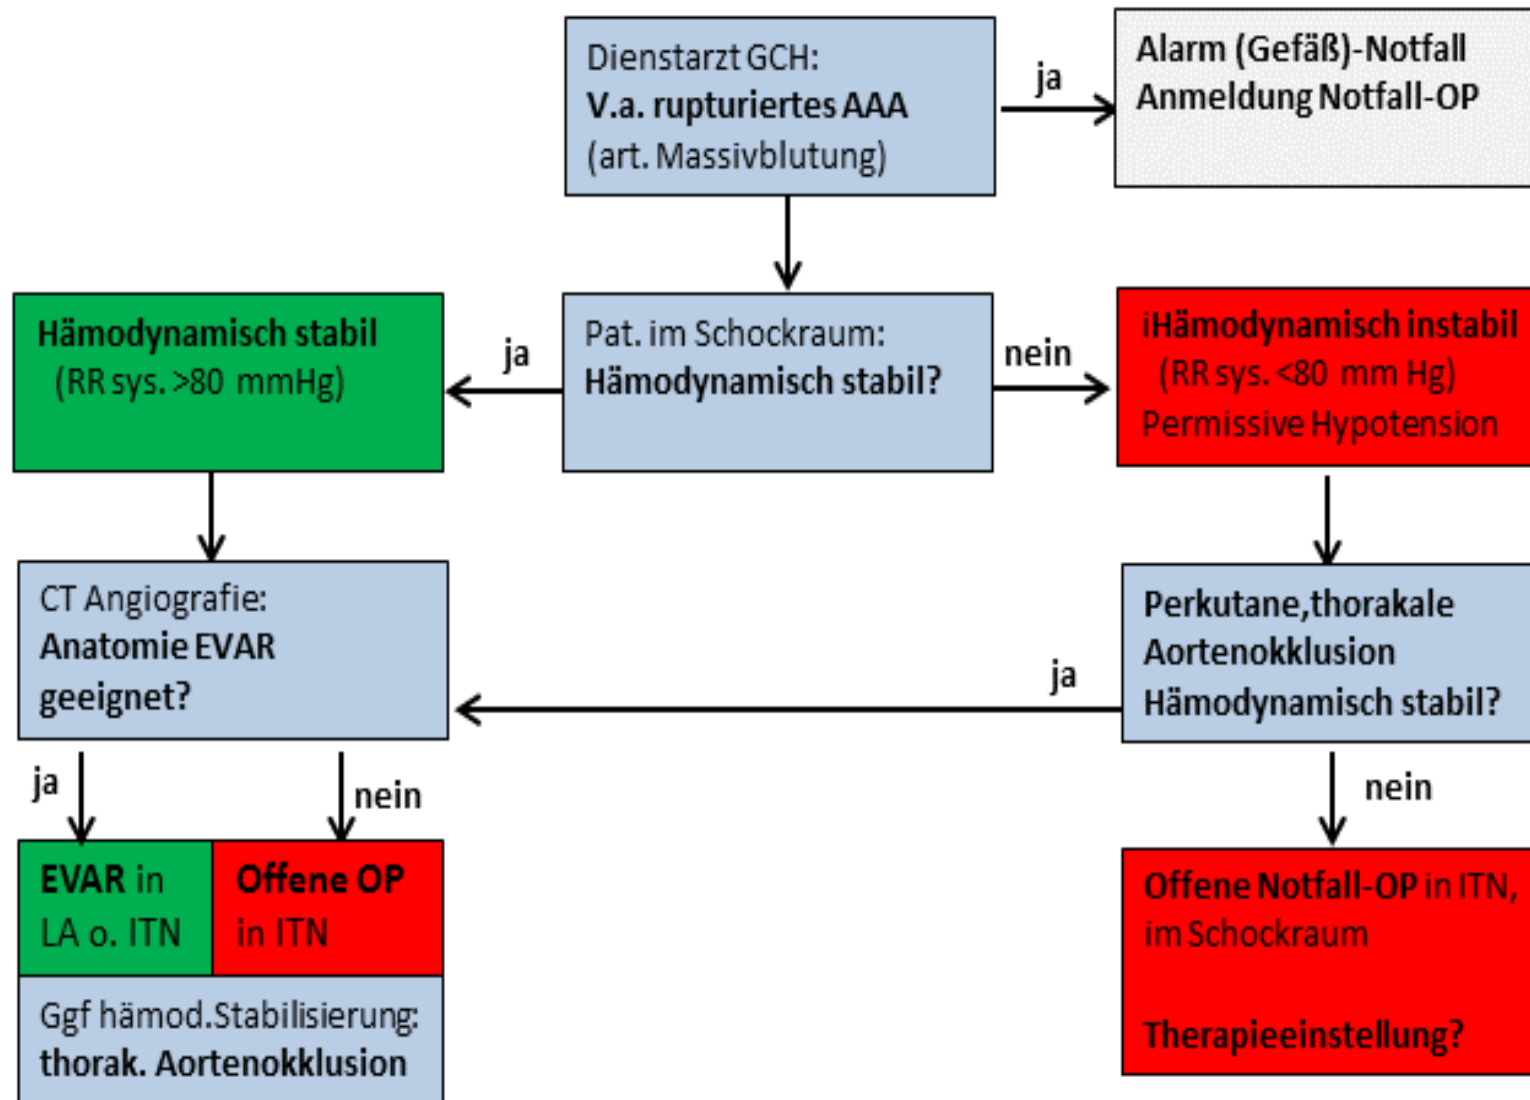 Dienstarzt GCH:
V.a. rupturiertes AAA
(art. Massivblutung)
ja
Alarm (Gefäß)-Notfall
Anmeldung Notfall-OP
Hämodynamisch stabil
(RR sys. >80 mmHg)
ja
Pat. im Schockraum:
Hämodynamisch stabil?
nein
iHämodynamisch instabil
(RR sys. <80 mm Hg)
Permissive Hypotension
CT Angiografie:
Anatomie EVAR
geeignet?
ja
Perkutane,thorakale
Aortenokklusion
Hämodynamisch stabil?
ja
nein
nein
EVAR in
LA o. ITN
Offene OP
in ITN
Ggf hämod.Stabilisierung:
thorak. Aortenokklusion
Offene Notfall-OP in ITN,
im Schockraum
Therapieeinstellung?